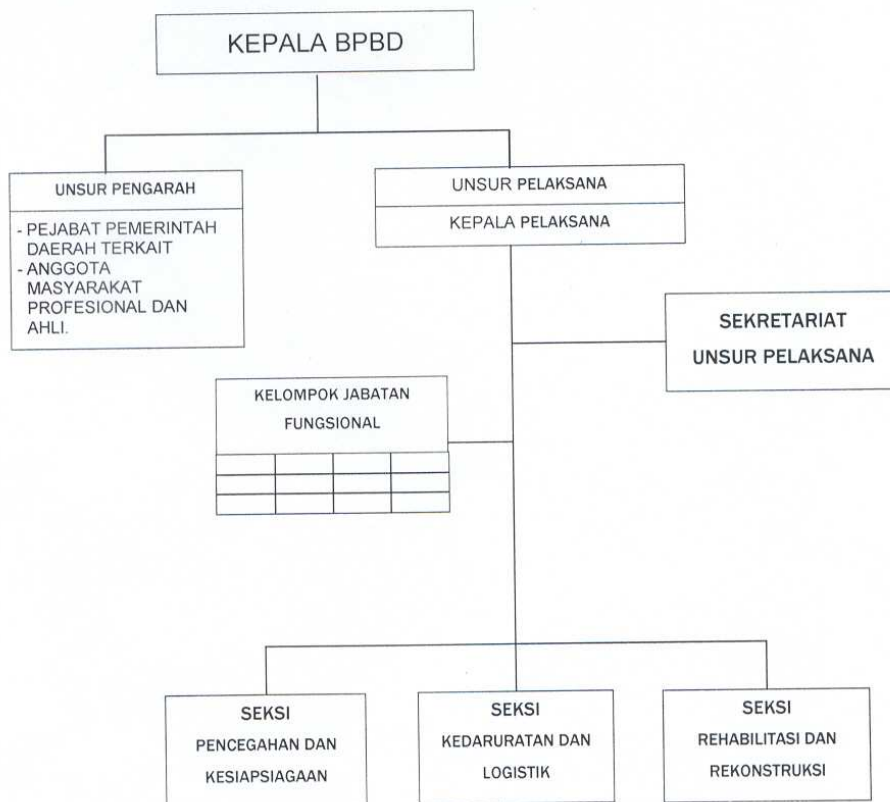 KEPALA BPBD
UNSUR PENGARAH
- PEJABAT PEMERINTAH
DAERAH TERKAIT
- ANGGOTA
MASYARAKAT
PROFESIONAL DAN
AHLI.
UNSUR PELAKSANA
KEPALA PELAKSANA
SEKRETARIAT
UNSUR PELAKSANA
KELOMPOK JABATAN
FUNGSIONAL
SEKSI
PENCEGAHAN DAN
KESIAPSIAGAAN
SEKSI
KEDARURATAN DAN
LOGISTIK
SEKSI
REHABILITASI DAN
REKONSTRUKSI